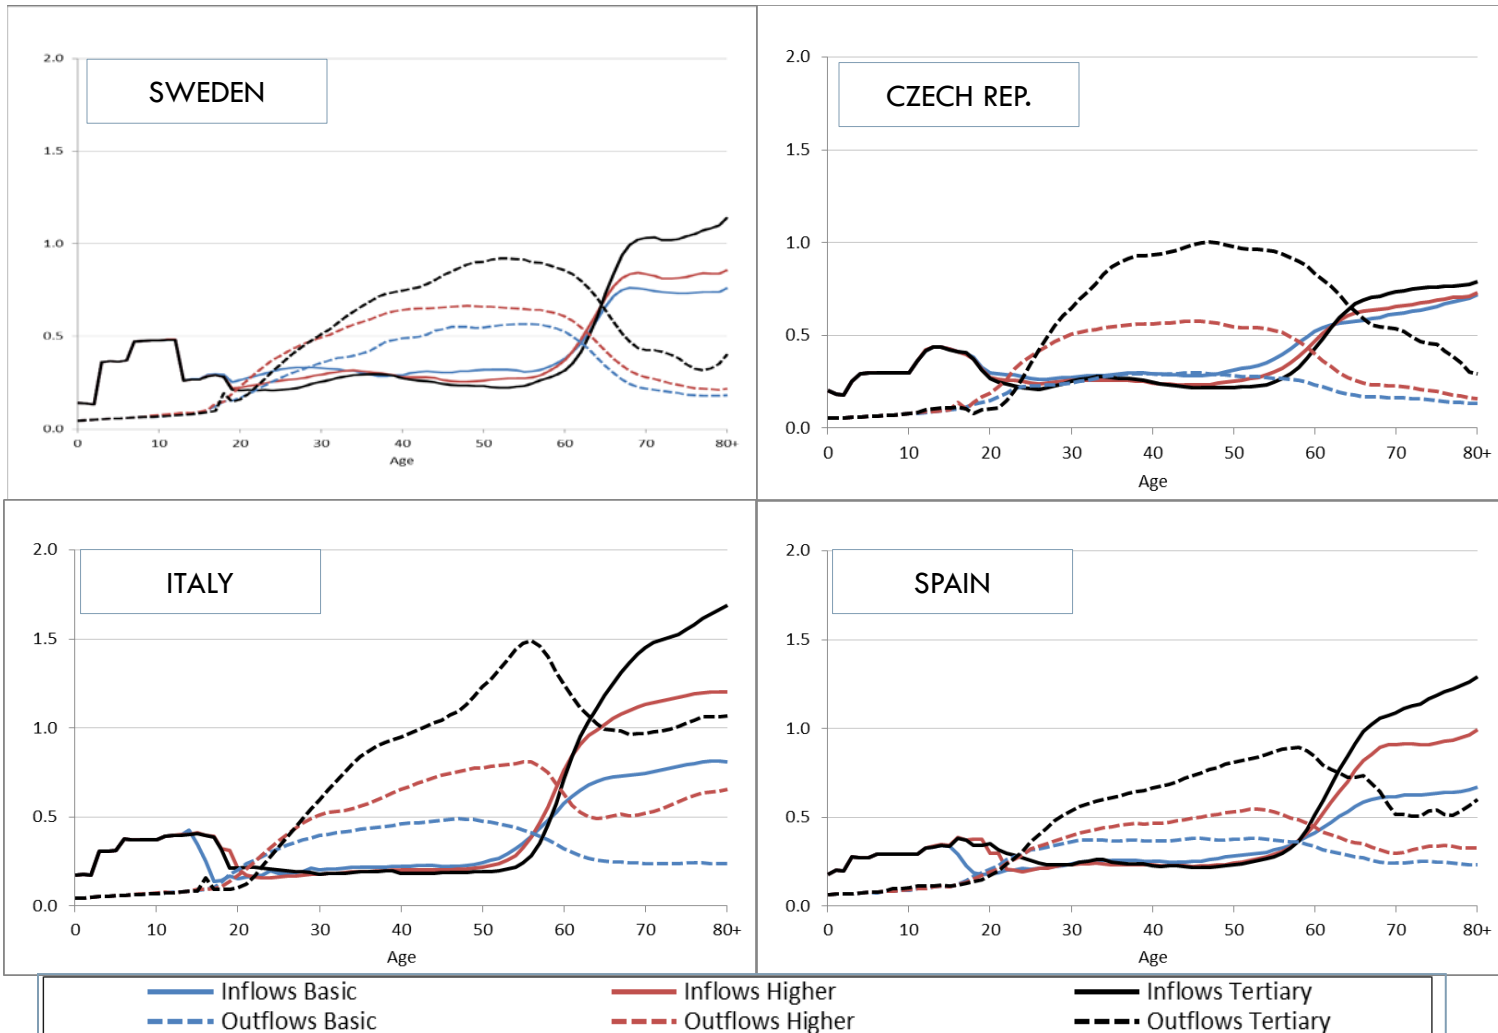 SWEDEN
2.0
1.5
1.0
0.5
0.0
0 10 20 30 40 50 60 70 80+
Age
CZECH REP.
2.0
1.5
1.0
0.5
0.0
0 10 20 30 40 50 60 70 80+
Age
ITALY
2.0
1.5
1.0
0.5
0.0
0 10 20 30 40 50 60 70 80+
Age
SPAIN
2.0
1.5
1.0
0.5
0.0
0 10 20 30 40 50 60 70 80+
Age
Inflows Basic Inflows Higher Inflows Tertiary
Outflows Basic Outflows Higher Outflows Tertiary